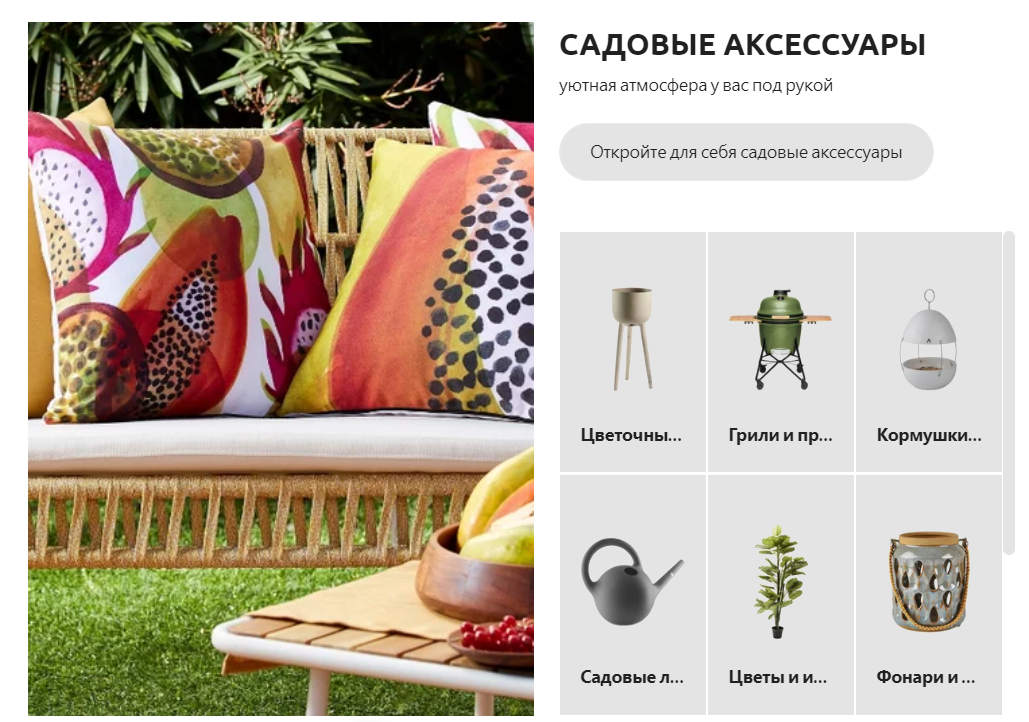 САДОВЫЕ АКСЕССУАРЫ
уютная атмосфера у вас под рукой
Откройте для себя садовые аксессуары
Цветочны...
Грили и пр...
Кормушки...
Садовые л...
Цветы и и...
Фонари и ...